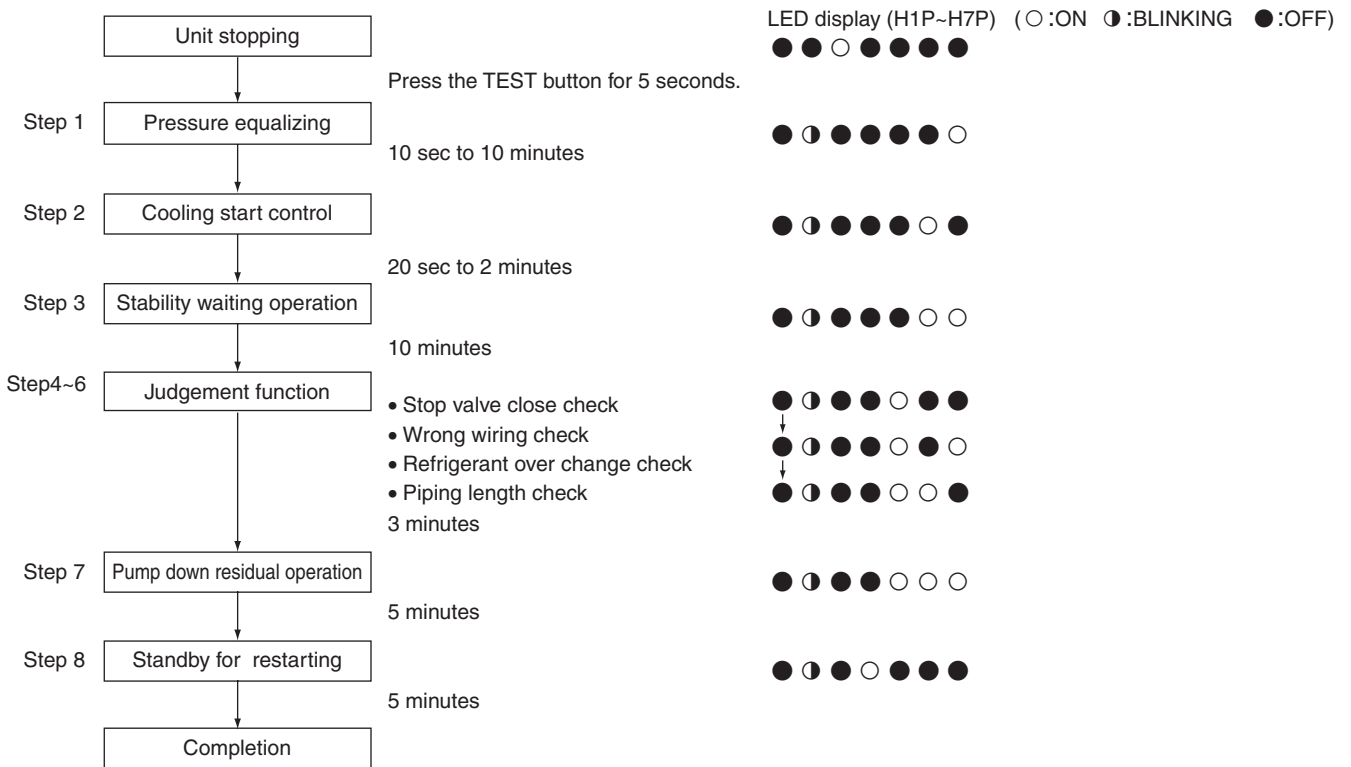 LED display (H1P~H7P) (○:ON ◑:BLINKING ●:OFF)
Unit stopping
●●○●●●●
Press the TEST button for 5 seconds.
Step 1 Pressure equalizing
●◑●●●●○
10 sec to 10 minutes
Step 2 Cooling start control
●◑●●●○●
20 sec to 2 minutes
Step 3 Stability waiting operation
●◑●●●○○
10 minutes
Step4~6 Judgement function
• Stop valve close check
●◑●●○●●
• Wrong wiring check
●◑●●○●○
• Refrigerant over change check
• Piping length check
●◑●●○○●
3 minutes
Step 7 Pump down residual operation
●◑●●○○○
5 minutes
Step 8 Standby for restarting
●◑●○●●●
5 minutes
Completion